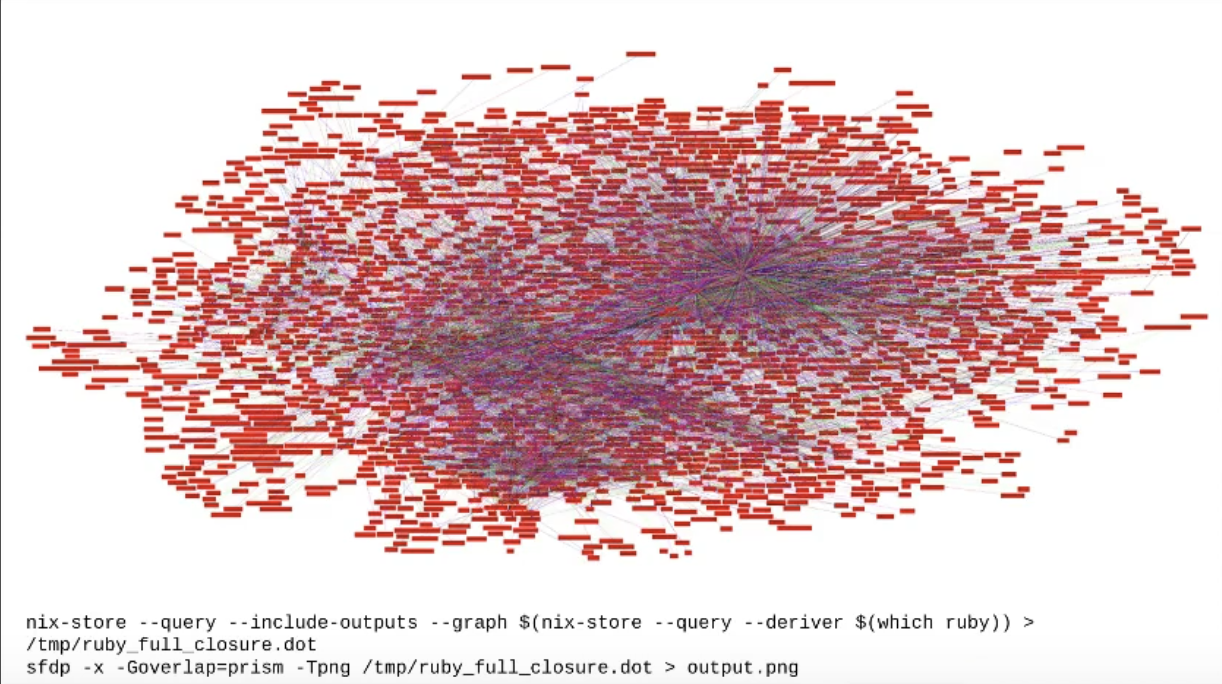 nix-store --query --include-outputs --graph $(nix-store --query --deriver $(which ruby)) >
/tmp/ruby_full_closure.dot
sfdp -x -Goverlap=prism -Tpng /tmp/ruby_full_closure.dot > output.png